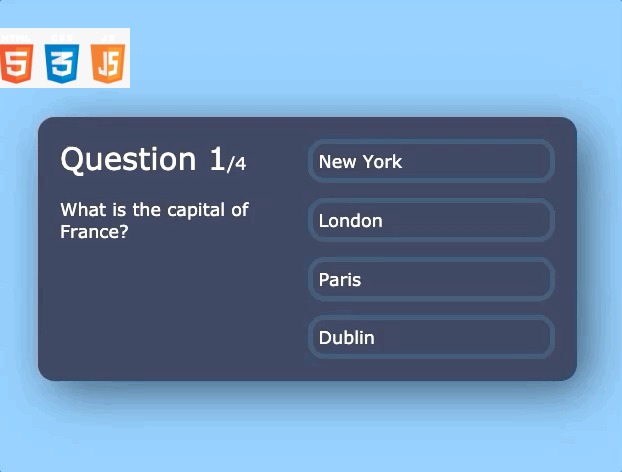 HTML CSS JS
5 3 JS
Question 1/4
What is the capital of
France?
New York
London
Paris
Dublin